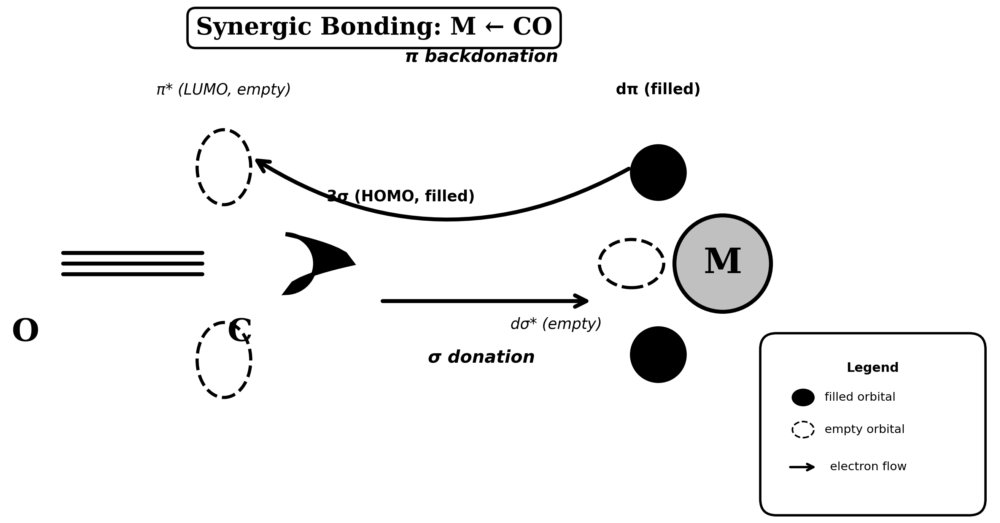 Synergic Bonding: M ← CO
π backdonation
π* (LUMO, empty)
dπ (filled)
3σ (HOMO, filled)
M
dσ* (empty)
O
C
σ donation
Legend
filled orbital
empty orbital
electron flow